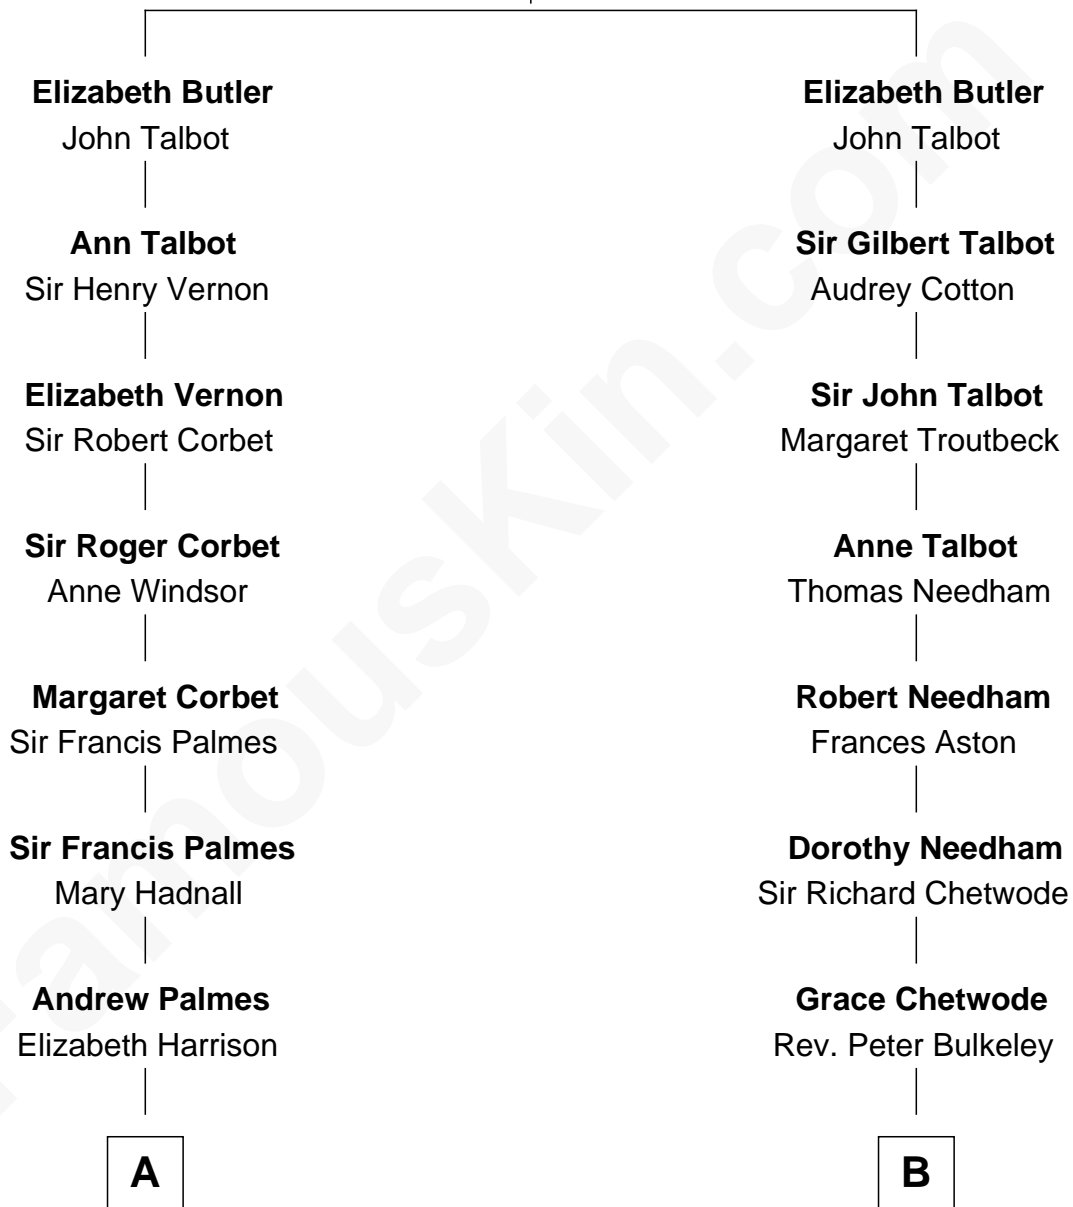 Elizabeth Butler
John Talbot
Ann Talbot
Sir Henry Vernon
Elizabeth Vernon
Sir Robert Corbet
Sir Roger Corbet
Anne Windsor
Margaret Corbet
Sir Francis Palmes
Sir Francis Palmes
Mary Hadnall
Andrew Palmes
Elizabeth Harrison
A
Elizabeth Butler
John Talbot
Sir Gilbert Talbot
Audrey Cotton
Sir John Talbot
Margaret Troutbeck
Anne Talbot
Thomas Needham
Robert Needham
Frances Aston
Dorothy Needham
Sir Richard Chetwode
Grace Chetwode
Rev. Peter Bulkeley
B
FamousKin.com